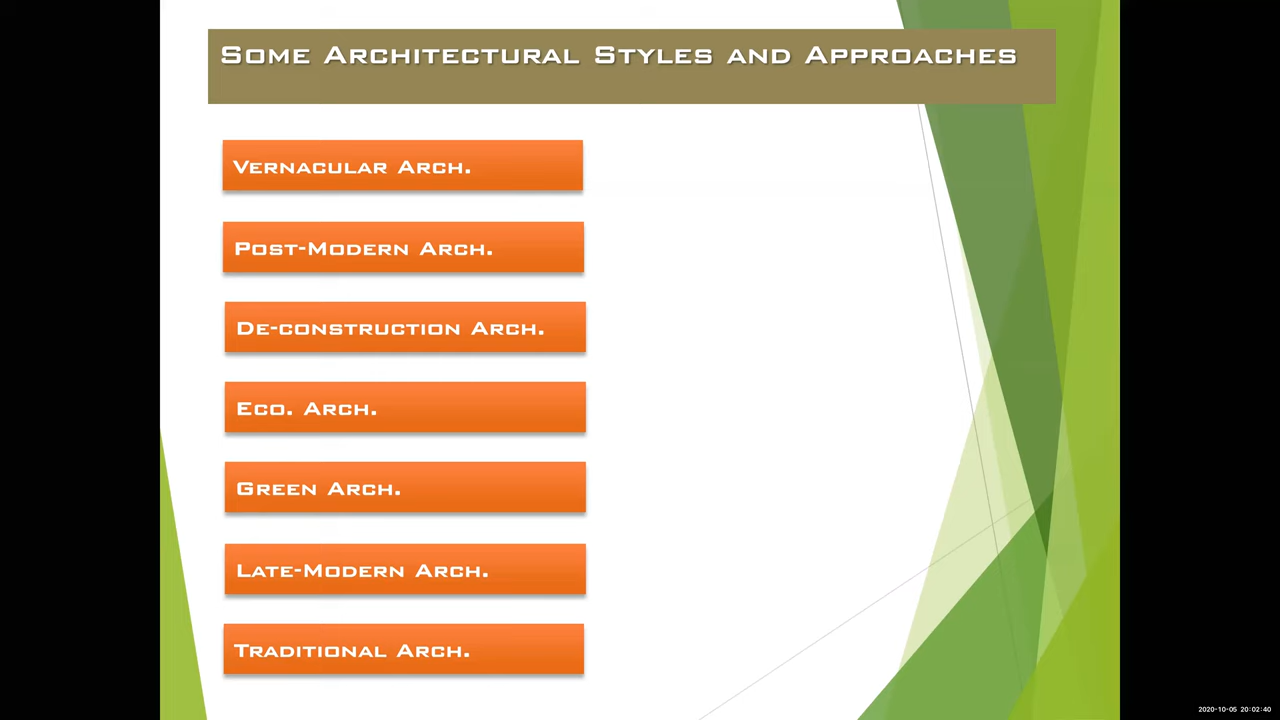 Some Architectural Styles and Approaches
Vernacular Arch.
Post-Modern Arch.
De-construction Arch.
Eco. Arch.
Green Arch.
Late-Modern Arch.
Traditional Arch.
2020-10-05 20:02:40